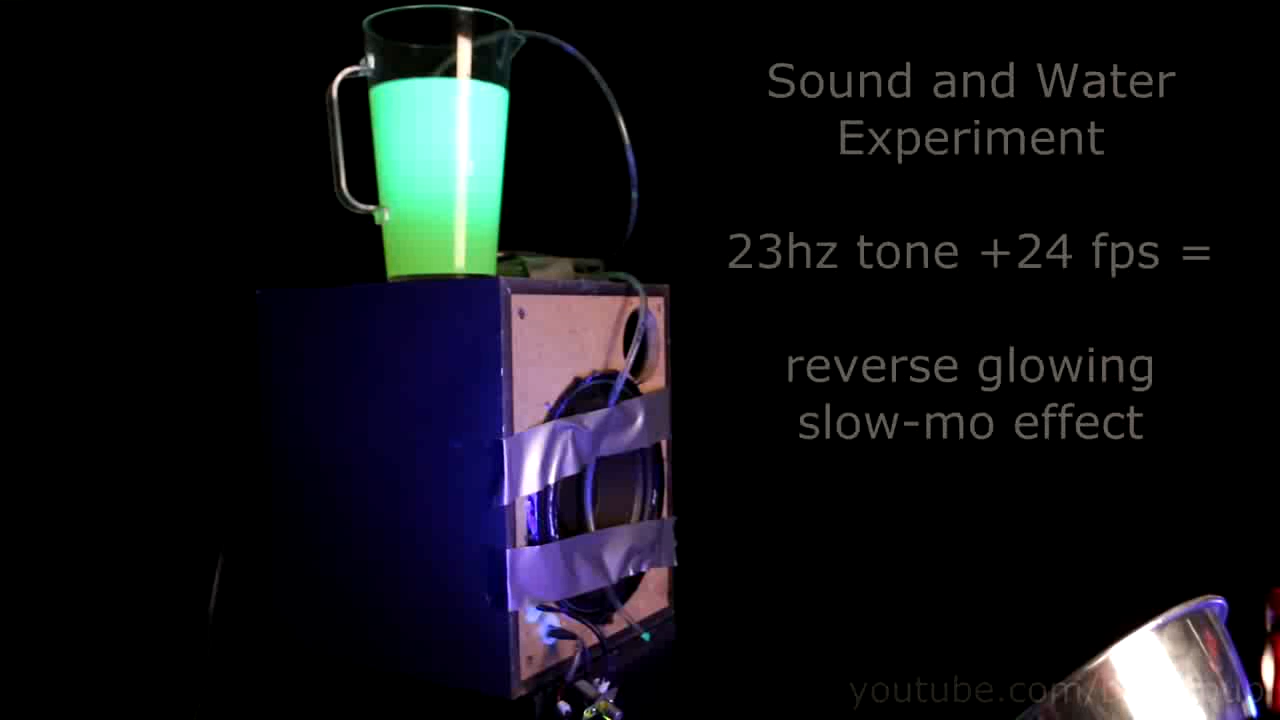 Sound and Water
Experiment
23hz tone +24 fps =
reverse glowing
slow-mo effect